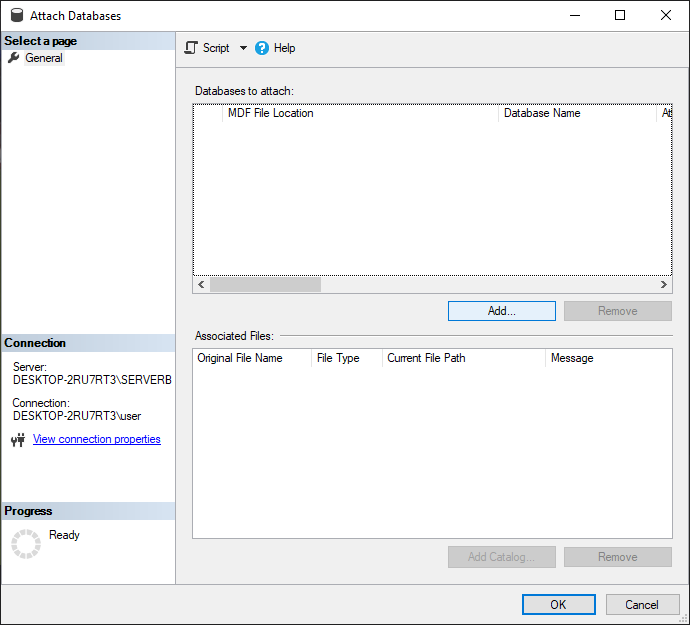 Attach Databases
Select a page
General
Script
Help
Databases to attach:
MDF File Location
Database Name
Add...
Remove
Associated Files:
Original File Name
File Type
Current File Path
Message
Connection
Server:
DESKTOP-2RU7RT3\SERVERB
Connection:
DESKTOP-2RU7RT3\user
View connection properties
Progress
Ready
Add Catalog...
Remove
OK
Cancel